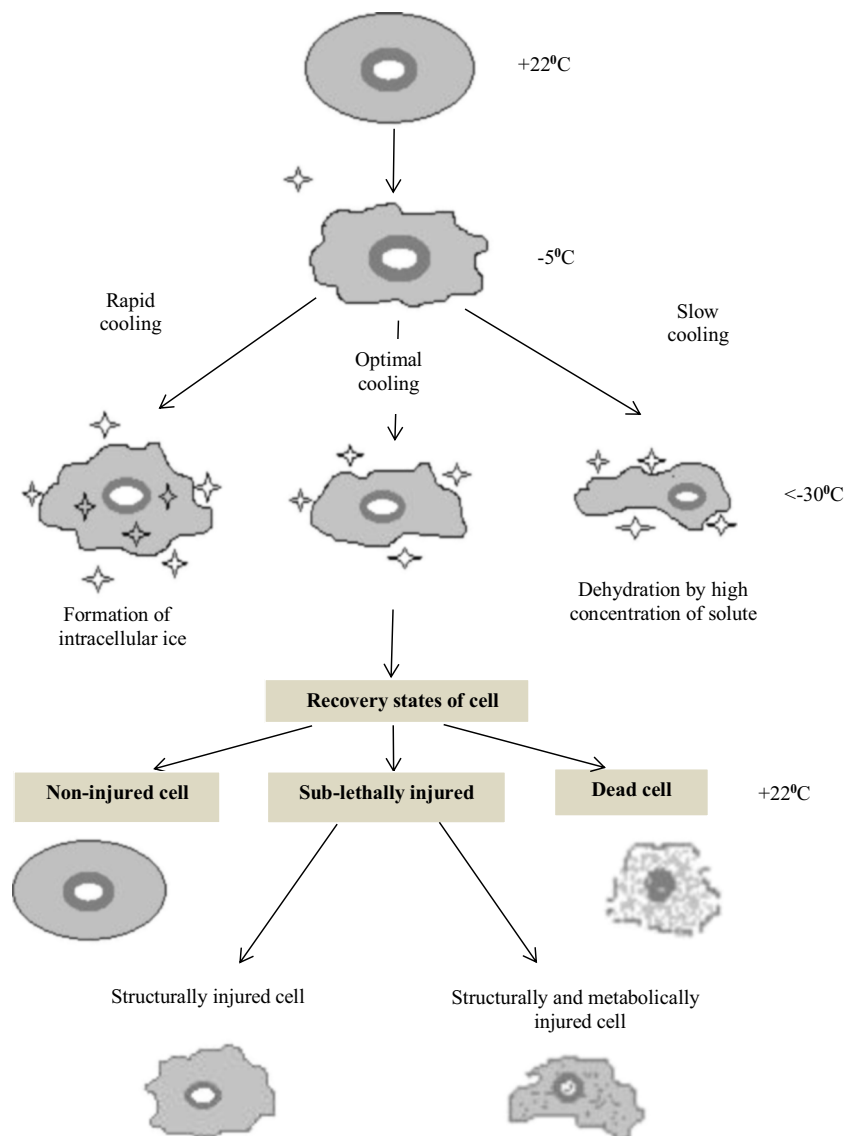 +22⁰C
-5⁰C
Rapid
cooling
Optimal
cooling
Slow
cooling
<-30⁰C
Formation of
intracellular ice
Dehydration by high
concentration of solute
Recovery states of cell
Non-injured cell
Sub-lethally injured
Dead cell
+22⁰C
Structurally injured cell
Structurally and metabolically
injured cell